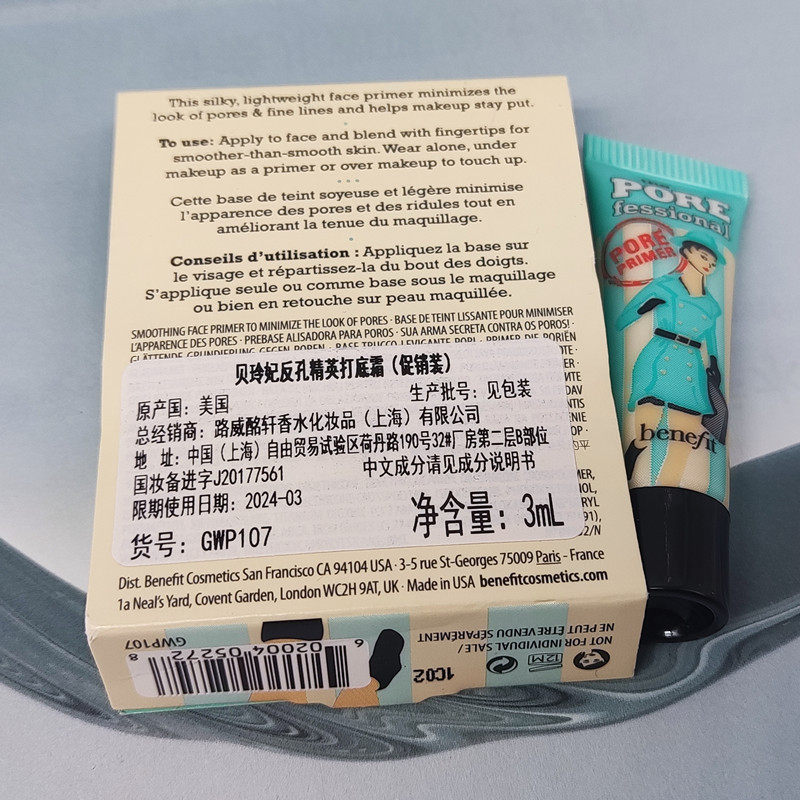 This silky, lightweight face primer minimizes the
look of pores & fine lines and helps makeup stay put.
To use: Apply to face and blend with fingertips for
smoother-than-smooth skin. Wear alone, under
makeup as a primer or over makeup to touch up.
Cette base de teint soyeuse et légère minimise
l'apparence des pores et des ridules tout en
améliorant la tenue du maquillage.
Conseils d'utilisation : Appliquez la base sur
le visage et répartissez-la du bout des doigts.
S'applique seule ou comme base sous le maquillage
ou bien en retouche sur peau maquillée.
SMOOTHING FACE PRIMER TO MINIMIZE THE LOOK OF PORES · BASE DE TEINT LISSANTE POUR MINIMISER
L'APPARENCE DES PORES · PREBASE ALISADORA PARA POROS · SUA ARMA SECRETA CONTRA OS POROS! ·
贝玲妃反孔精英打底霜（促销装）
原产国：美国
生产批号：见包装
总经销商：路威酩轩香水化妆品（上海）有限公司
地 址：中国（上海）自由贸易试验区荷丹路190号32#厂房第二层B部位
国妆备进字J20177561
中文成分请见成分说明书
限期使用日期：2024-03
净含量：3mL
货号：GWP107
Dist. Benefit Cosmetics San Francisco CA 94104 USA · 3-5 rue St-Georges 75009 Paris - France
1a Neal's Yard, Covent Garden, London WC2H 9AT, UK · Made in USA benefitcosmetics.com
NOT FOR INDIVIDUAL SALE/
NE PEUT ÊTRE VENDU SÉPARÉMENT
12M
1C02
6 02004 05272 8
GWP107
PORE
fessional
PORE
PRIMER
benefit